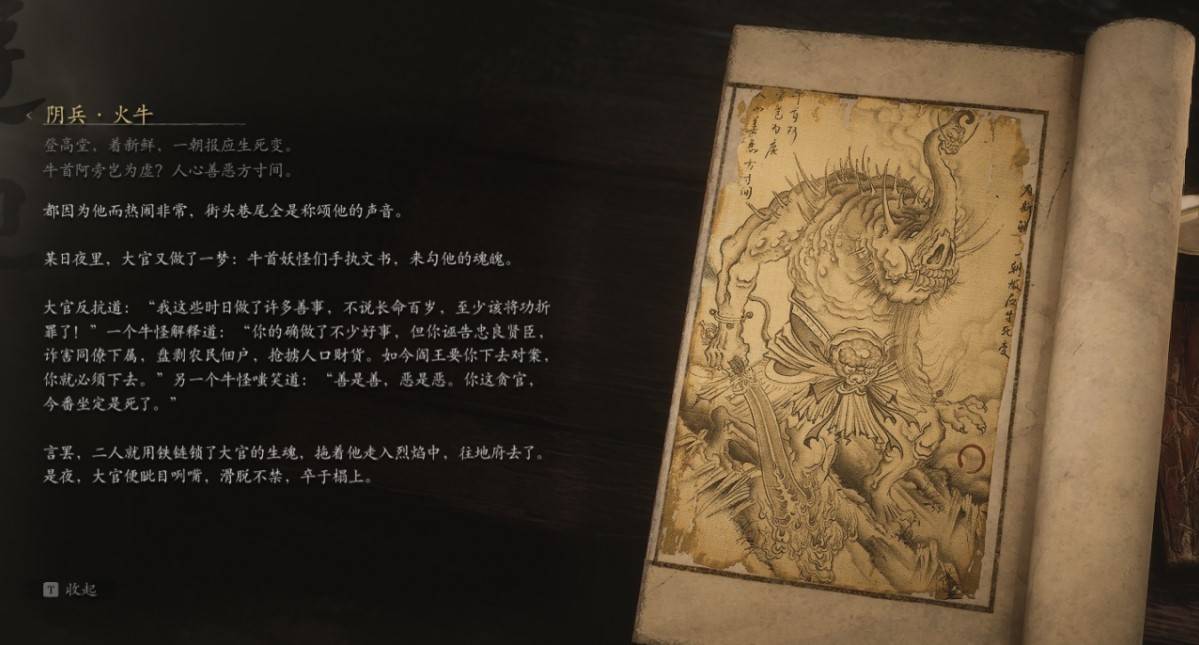 阴兵·火牛
登高堂，着新鲜，一朝报应生死变。
牛首阿旁岂为虚？人心善恶方寸间。
都因为他而热闹非常，街头巷尾全是称颂他的声音。
某日夜里，大官又做了一梦：牛首妖怪们手执文书，来勾他的魂魄。
大官反抗道：“我这些时日做了许多善事，不说长命百岁，至少该将功折
罪了！”一个牛怪解释道：“你的确做了不少好事，但你诬告忠良贤臣，
诈害同僚下属，盘剥农民佃户，抢掳人口财货。如今阎王要你下去对案，
你就必须下去。”另一个牛怪嗤笑道：“善是善，恶是恶。你这贪官，
今番坐定是死了。”
言罢，二人就用铁链锁了大官的生魂，拖着他走入烈焰中，往地府去了。
是夜，大官便眦目咧嘴，滑脱不禁，卒于榻上。
T 收起
岂为虚
善恶方寸间
新鲜 一朝报应生死变